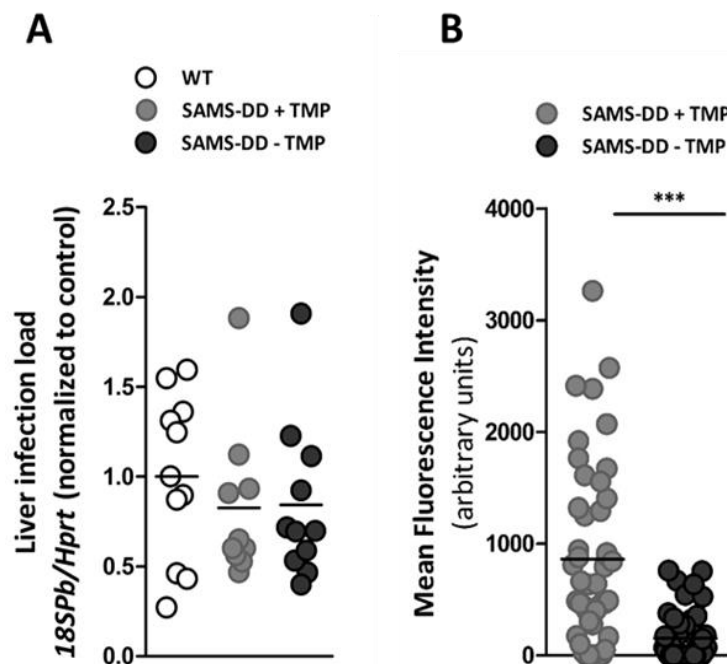 A
WT
SAMS-DD + TMP
SAMS-DD - TMP
Liver infection load
18SPb/Hprt (normalized to control)
2.5
2.0
1.5
1.0
0.5
0.0
B
SAMS-DD + TMP
SAMS-DD - TMP
***
Mean Fluorescence Intensity
(arbitrary units)
4000
3000
2000
1000
0